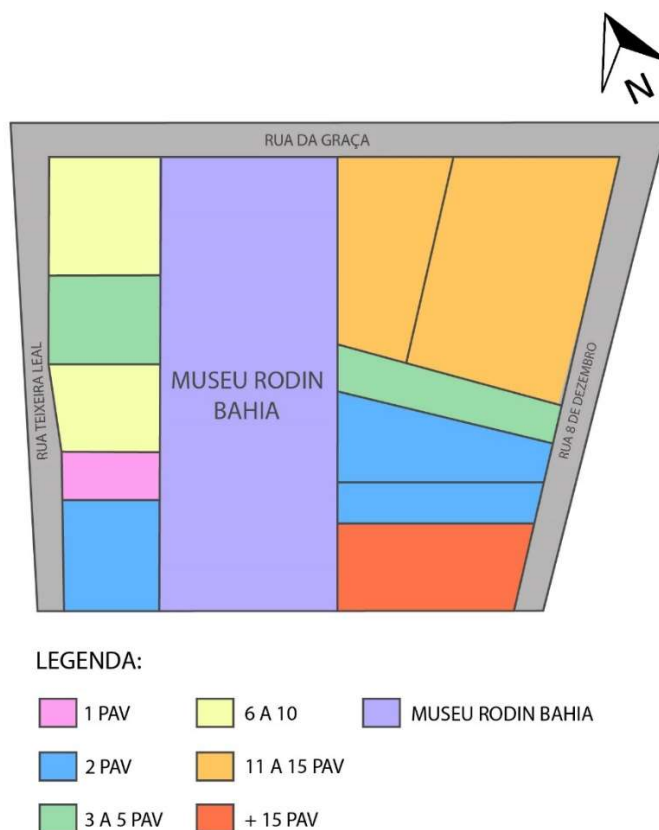 N
RUA DA GRAÇA
RUA TEIXEIRA LEAL
MUSEU RODIN
BAHIA
RUA 8 DE DEZEMBRO
LEGENDA:
1 PAV
6 A 10
MUSEU RODIN BAHIA
2 PAV
11 A 15 PAV
3 A 5 PAV
+ 15 PAV